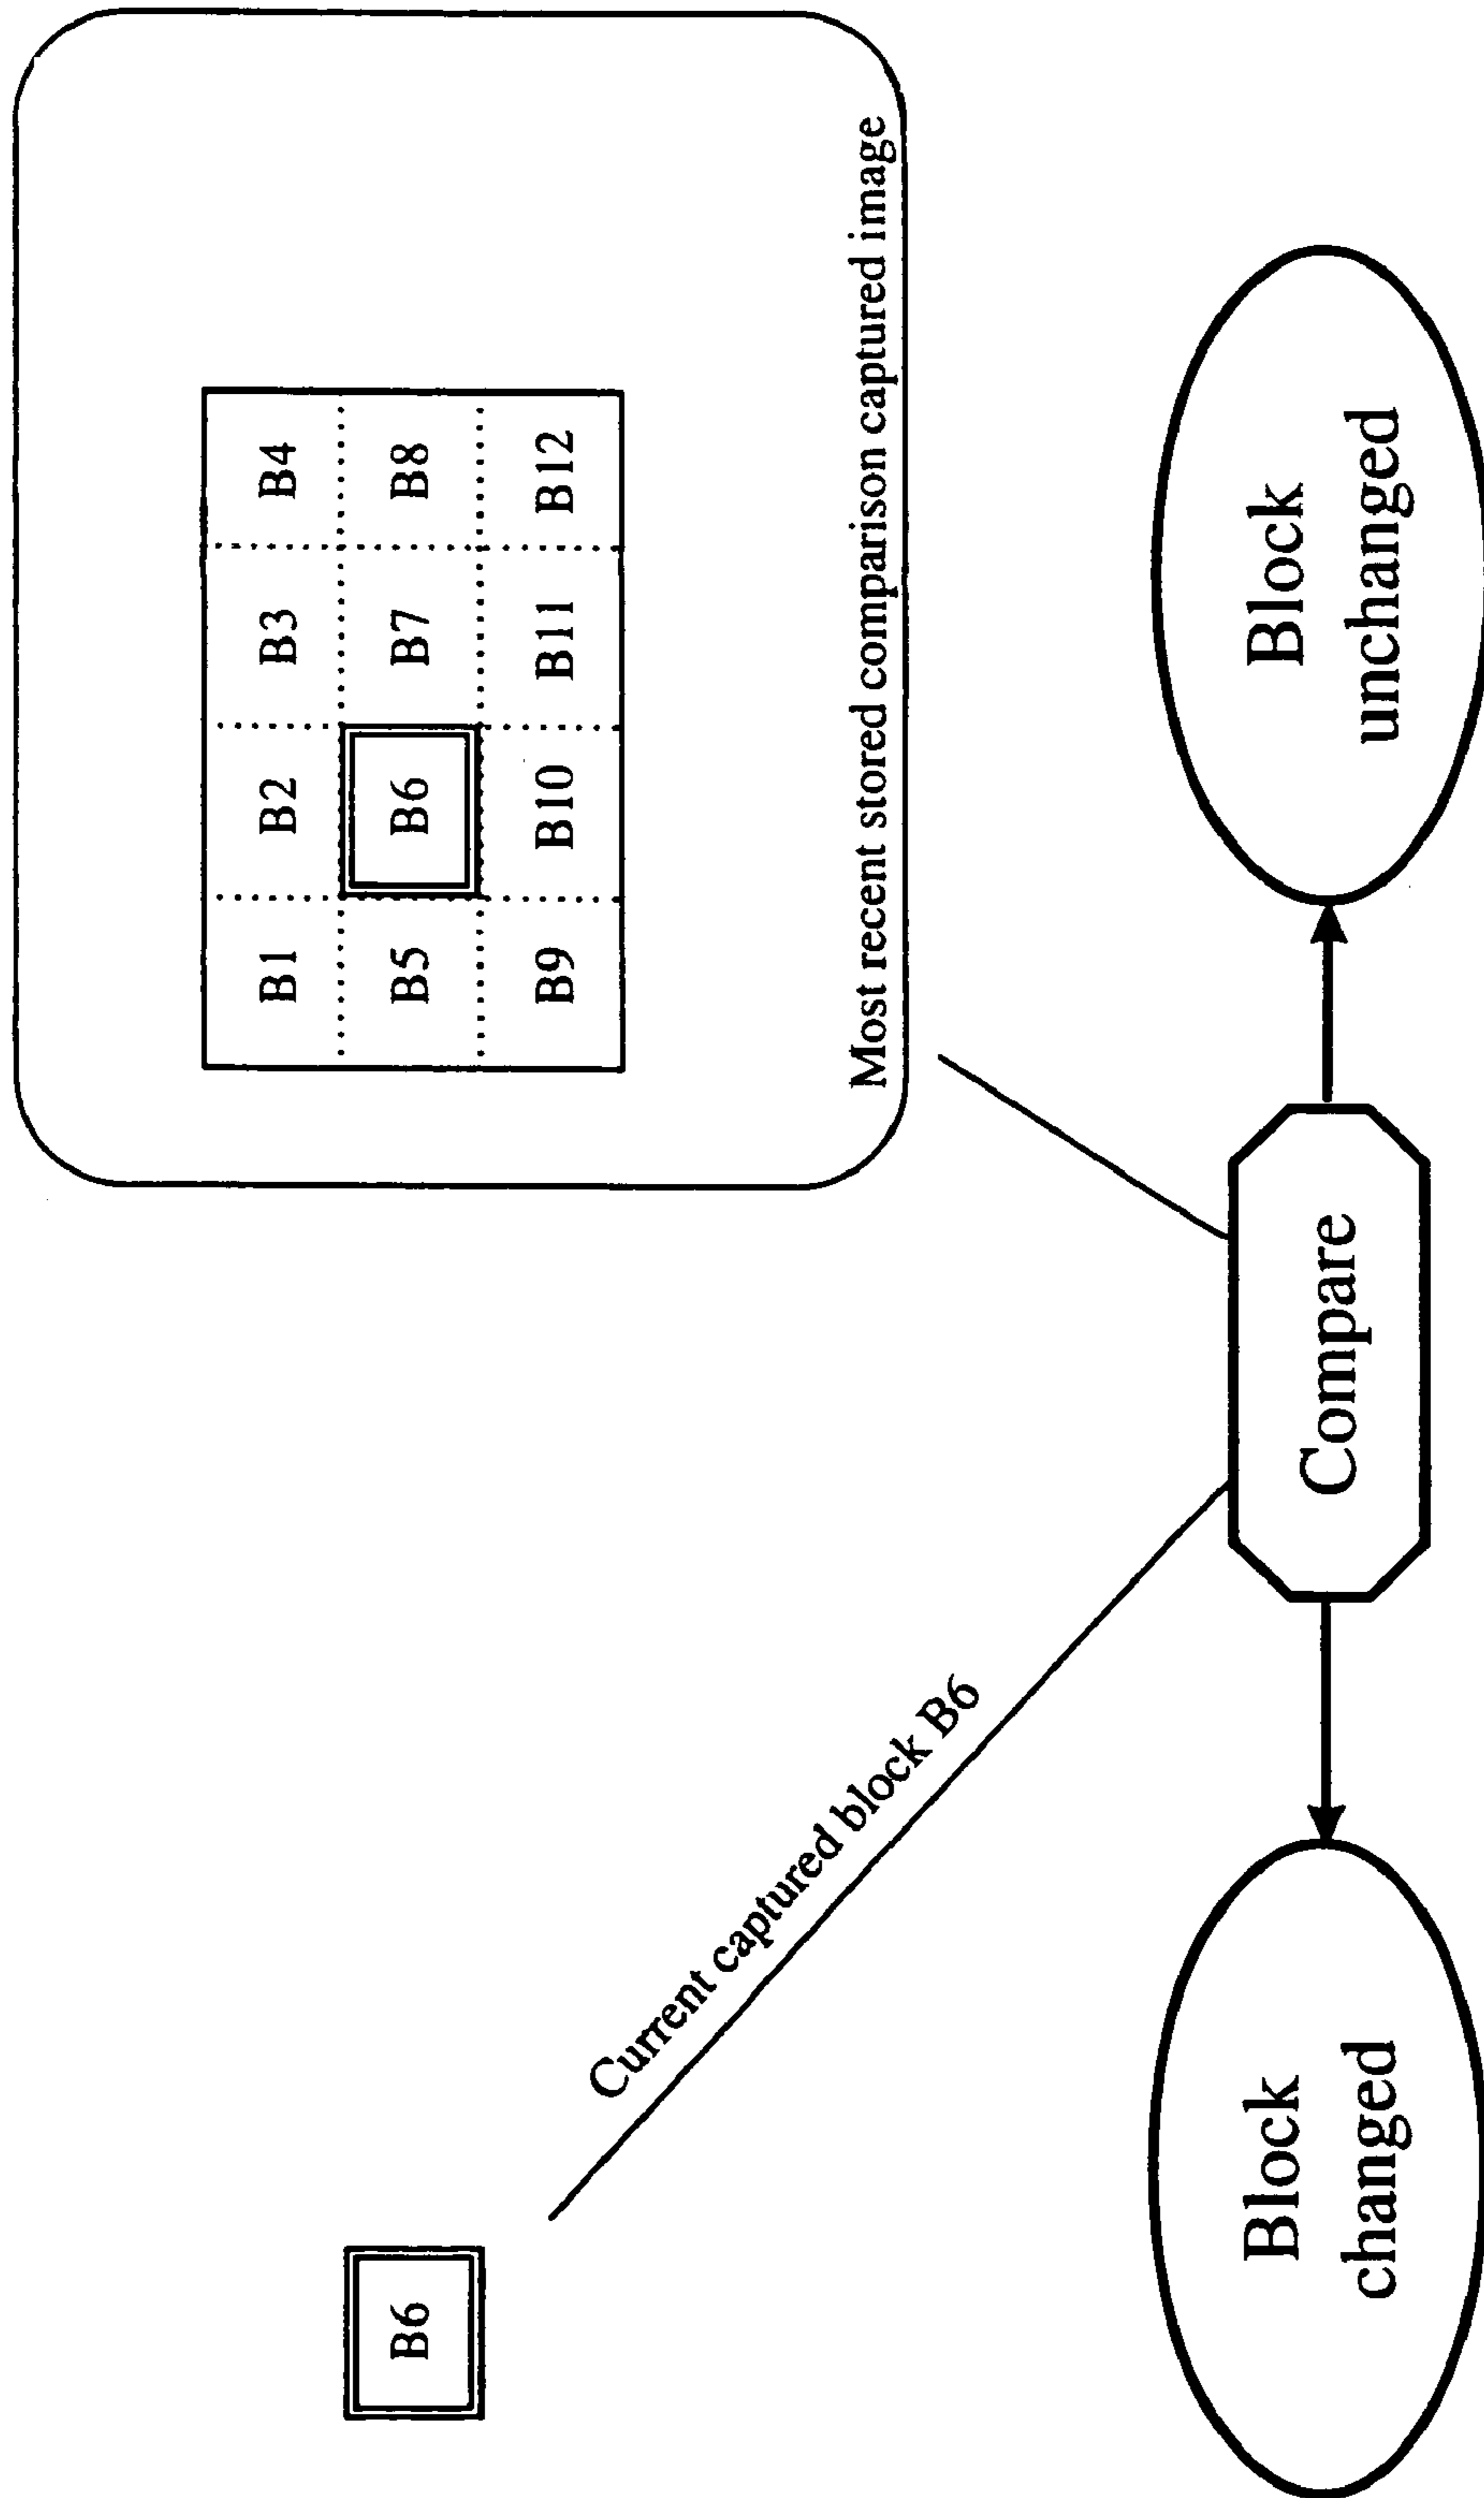 B1 B2 B3 B4
B5 B6 B7 B8
B9 B10 B11 B12
Most recent stored comparison captured image
B6
Current captured block B6
Compare
Block
changed
Block
unchanged